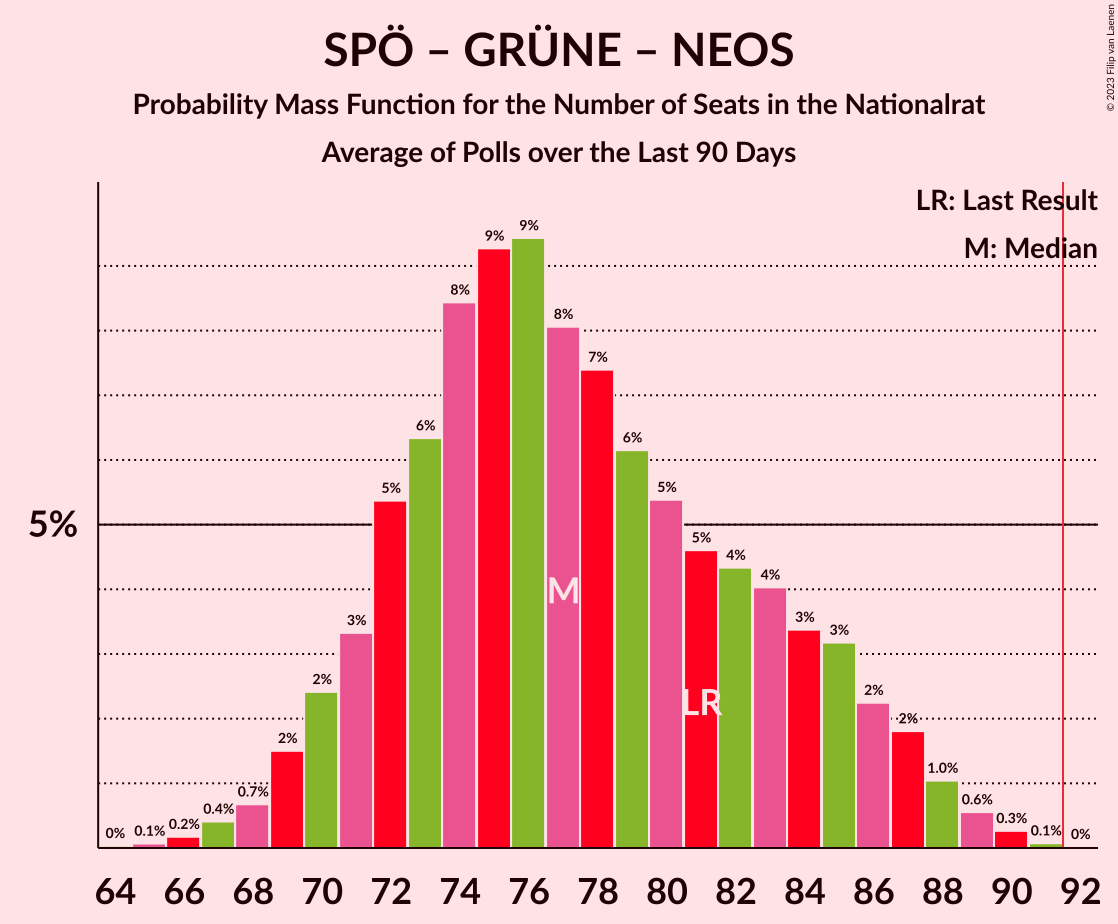 SPÖ – GRÜNE – NEOS
Probability Mass Function for the Number of Seats in the Nationalrat
Average of Polls over the Last 90 Days
© 2023 Filip van Laenen
LR: Last Result
M: Median
5%
0% 0.1% 0.2% 0.4% 0.7% 2% 2% 3% 5% 6% 8% 9% 9% 8% 7% 6% 5% 5% 4% 4% 3% 3% 2% 2% 1.0% 0.6% 0.3% 0.1% 0%
M
LR
64 66 68 70 72 74 76 78 80 82 84 86 88 90 92